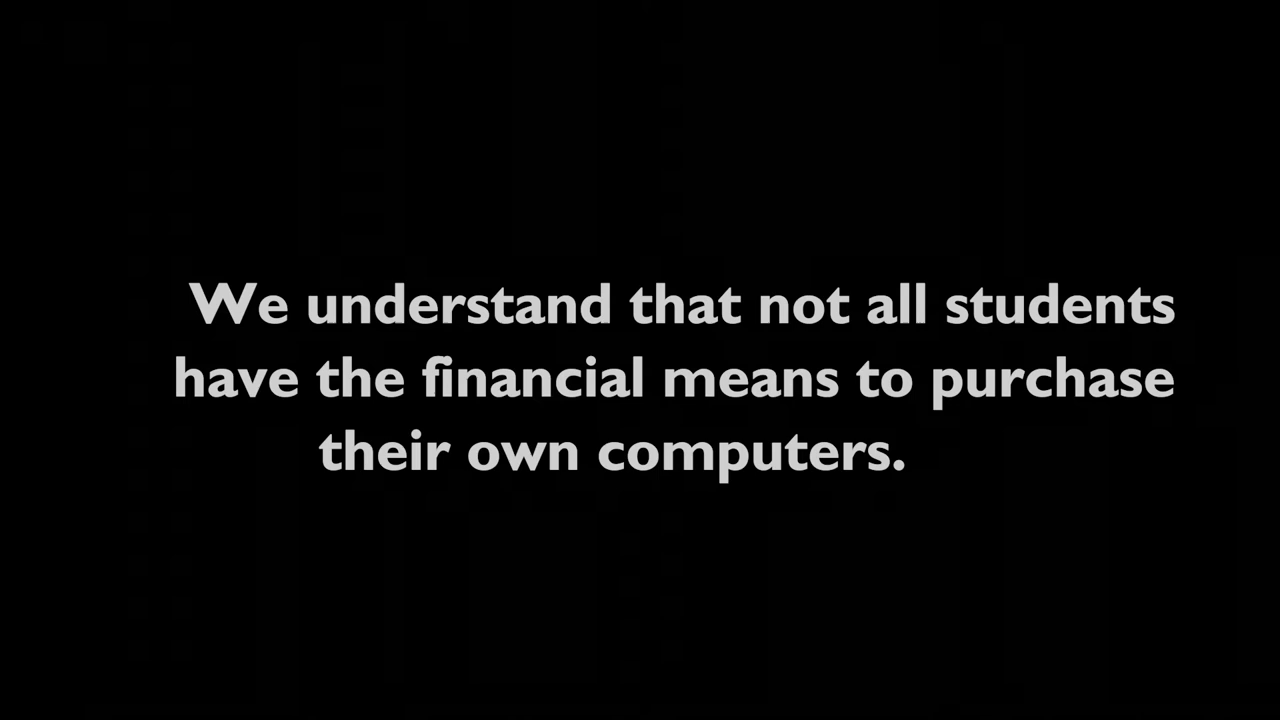 We understand that not all students
have the financial means to purchase
their own computers.